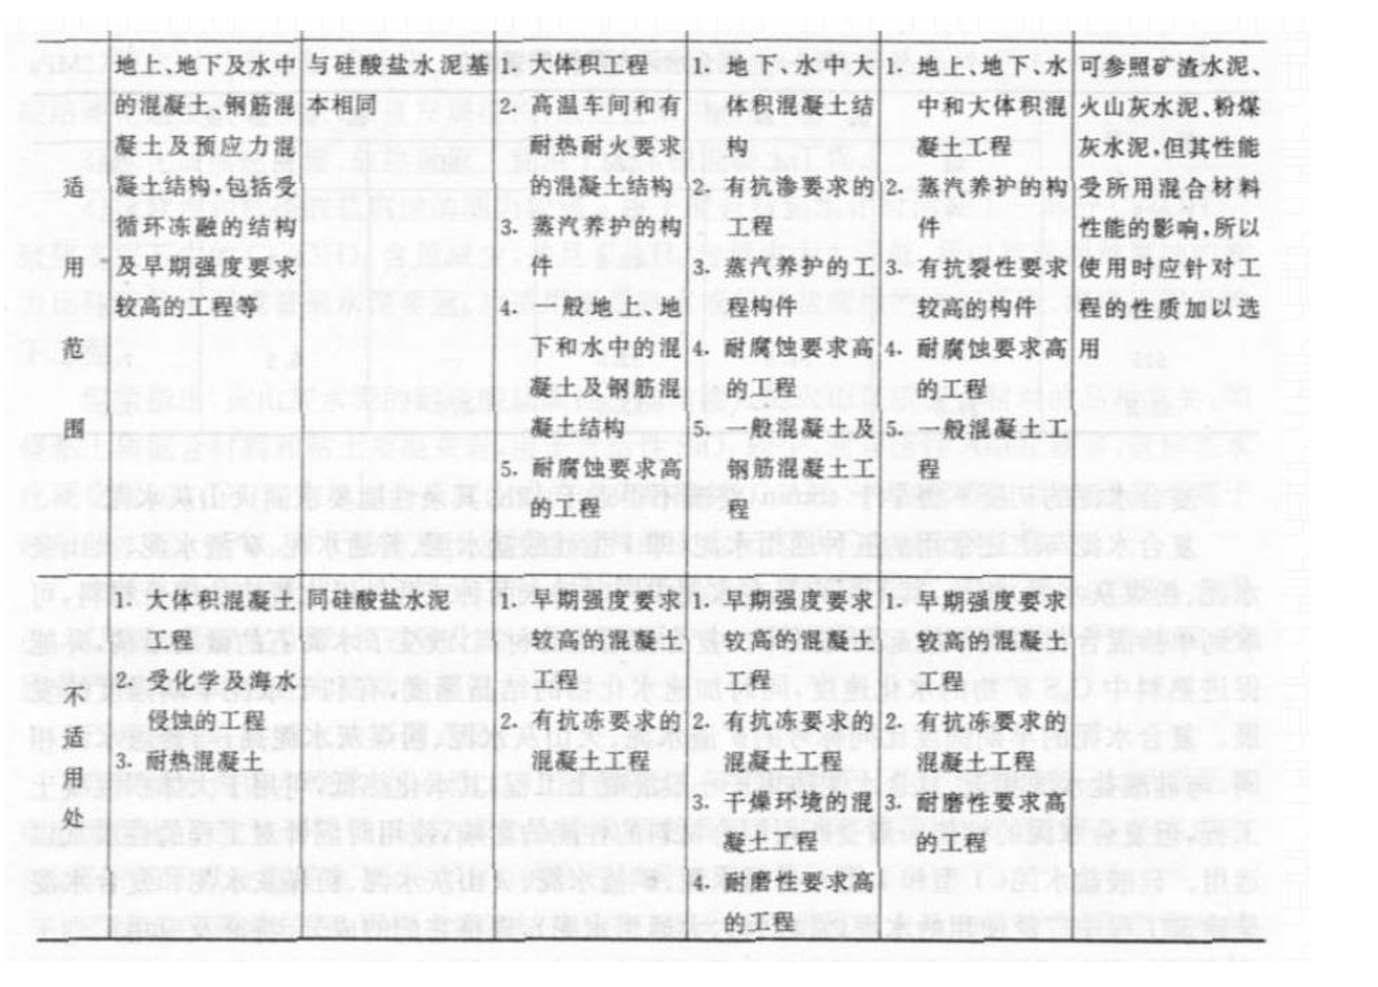 适用范围
地上、地下及水中
的混凝土、钢筋混
凝土及预应力混
凝土结构,包括受
循环冻融的结构
及早期强度要求
较高的工程等
与硅酸盐水泥基
本相同
1. 大体积工程
2. 高温车间和有
耐热耐火要求
的混凝土结构
3. 蒸汽养护的构
件
4. 一般地上、地
下和水中的混
凝土及钢筋混
凝土结构
5. 耐腐蚀要求高
的工程
1. 地下、水中大
体积混凝土结
构
2. 有抗渗要求的
工程
3. 蒸汽养护的工
程构件
4. 耐腐蚀要求高
的工程
5. 一般混凝土及
钢筋混凝土工
程
1. 地上、地下、水
中和大体积混
凝土工程
2. 蒸汽养护的构
件
3. 有抗裂性要求
较高的构件
4. 耐腐蚀要求高
的工程
5. 一般混凝土工
程
可参照矿渣水泥、
火山灰水泥、粉煤
灰水泥,但其性能
受所用混合材料
性能的影响,所以
使用时应针对工
程的性质加以选
用
不适用处
1. 大体积混凝土
工程
2. 受化学及海水
侵蚀的工程
3. 耐热混凝土
同硅酸盐水泥
1. 早期强度要求
较高的混凝土
工程
2. 有抗冻要求的
混凝土工程
1. 早期强度要求
较高的混凝土
工程
2. 有抗冻要求的
混凝土工程
3. 干燥环境的混
凝土工程
4. 耐磨性要求高
的工程
1. 早期强度要求
较高的混凝土
工程
2. 有抗冻要求的
混凝土工程
3. 耐磨性要求高
的工程